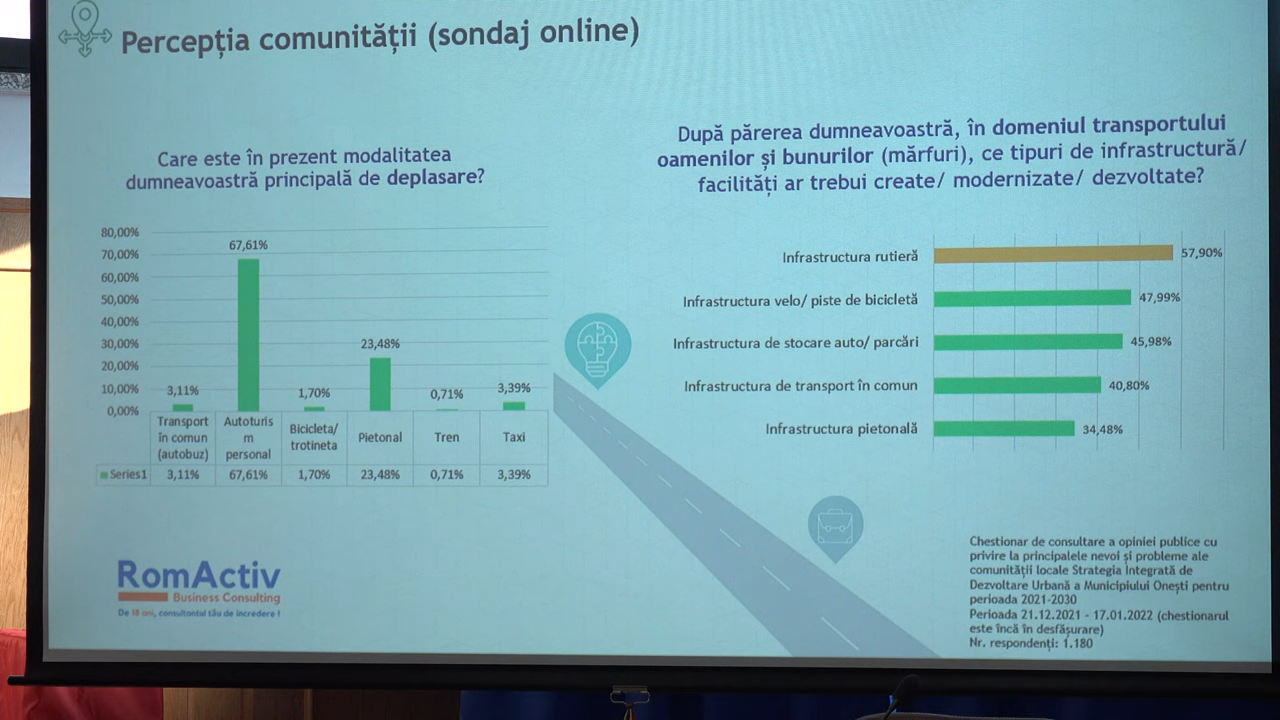 Percepția comunității (sondaj online)
Care este în prezent modalitatea
dumneavoastră principală de deplasare?
80,00%
70,00%
60,00%
50,00%
40,00%
30,00%
20,00%
10,00%
0,00%
3,11%
67,61%
1,70%
23,48%
0,71%
3,39%
Transport
în comun
(autobuz)
Autoturis
m
personal
Bicicleta/
trotineta
Pietonal
Tren
Taxi
Series1
3,11%
67,61%
1,70%
23,48%
0,71%
3,39%
După părerea dumneavoastră, în domeniul transportului
oamenilor și bunurilor (mărfuri), ce tipuri de infrastructură/
facilități ar trebui create/ modernizate/ dezvoltate?
Infrastructura rutieră 57,90%
Infrastructura velo/ piste de bicicletă 47,99%
Infrastructura de stocare auto/ parcări 45,98%
Infrastructura de transport în comun 40,80%
Infrastructura pietonală 34,48%
RomActiv
Business Consulting
De 18 ani, consultantul tău de încredere !
Chestionar de consultare a opiniei publice cu
privire la principalele nevoi și probleme ale
comunității locale Strategia Integrată de
Dezvoltare Urbană a Municipiului Onești pentru
perioada 2021-2030
Perioada 21.12.2021 - 17.01.2022 (chestionarul
este încă în desfășurare)
Nr. respondenți: 1.180